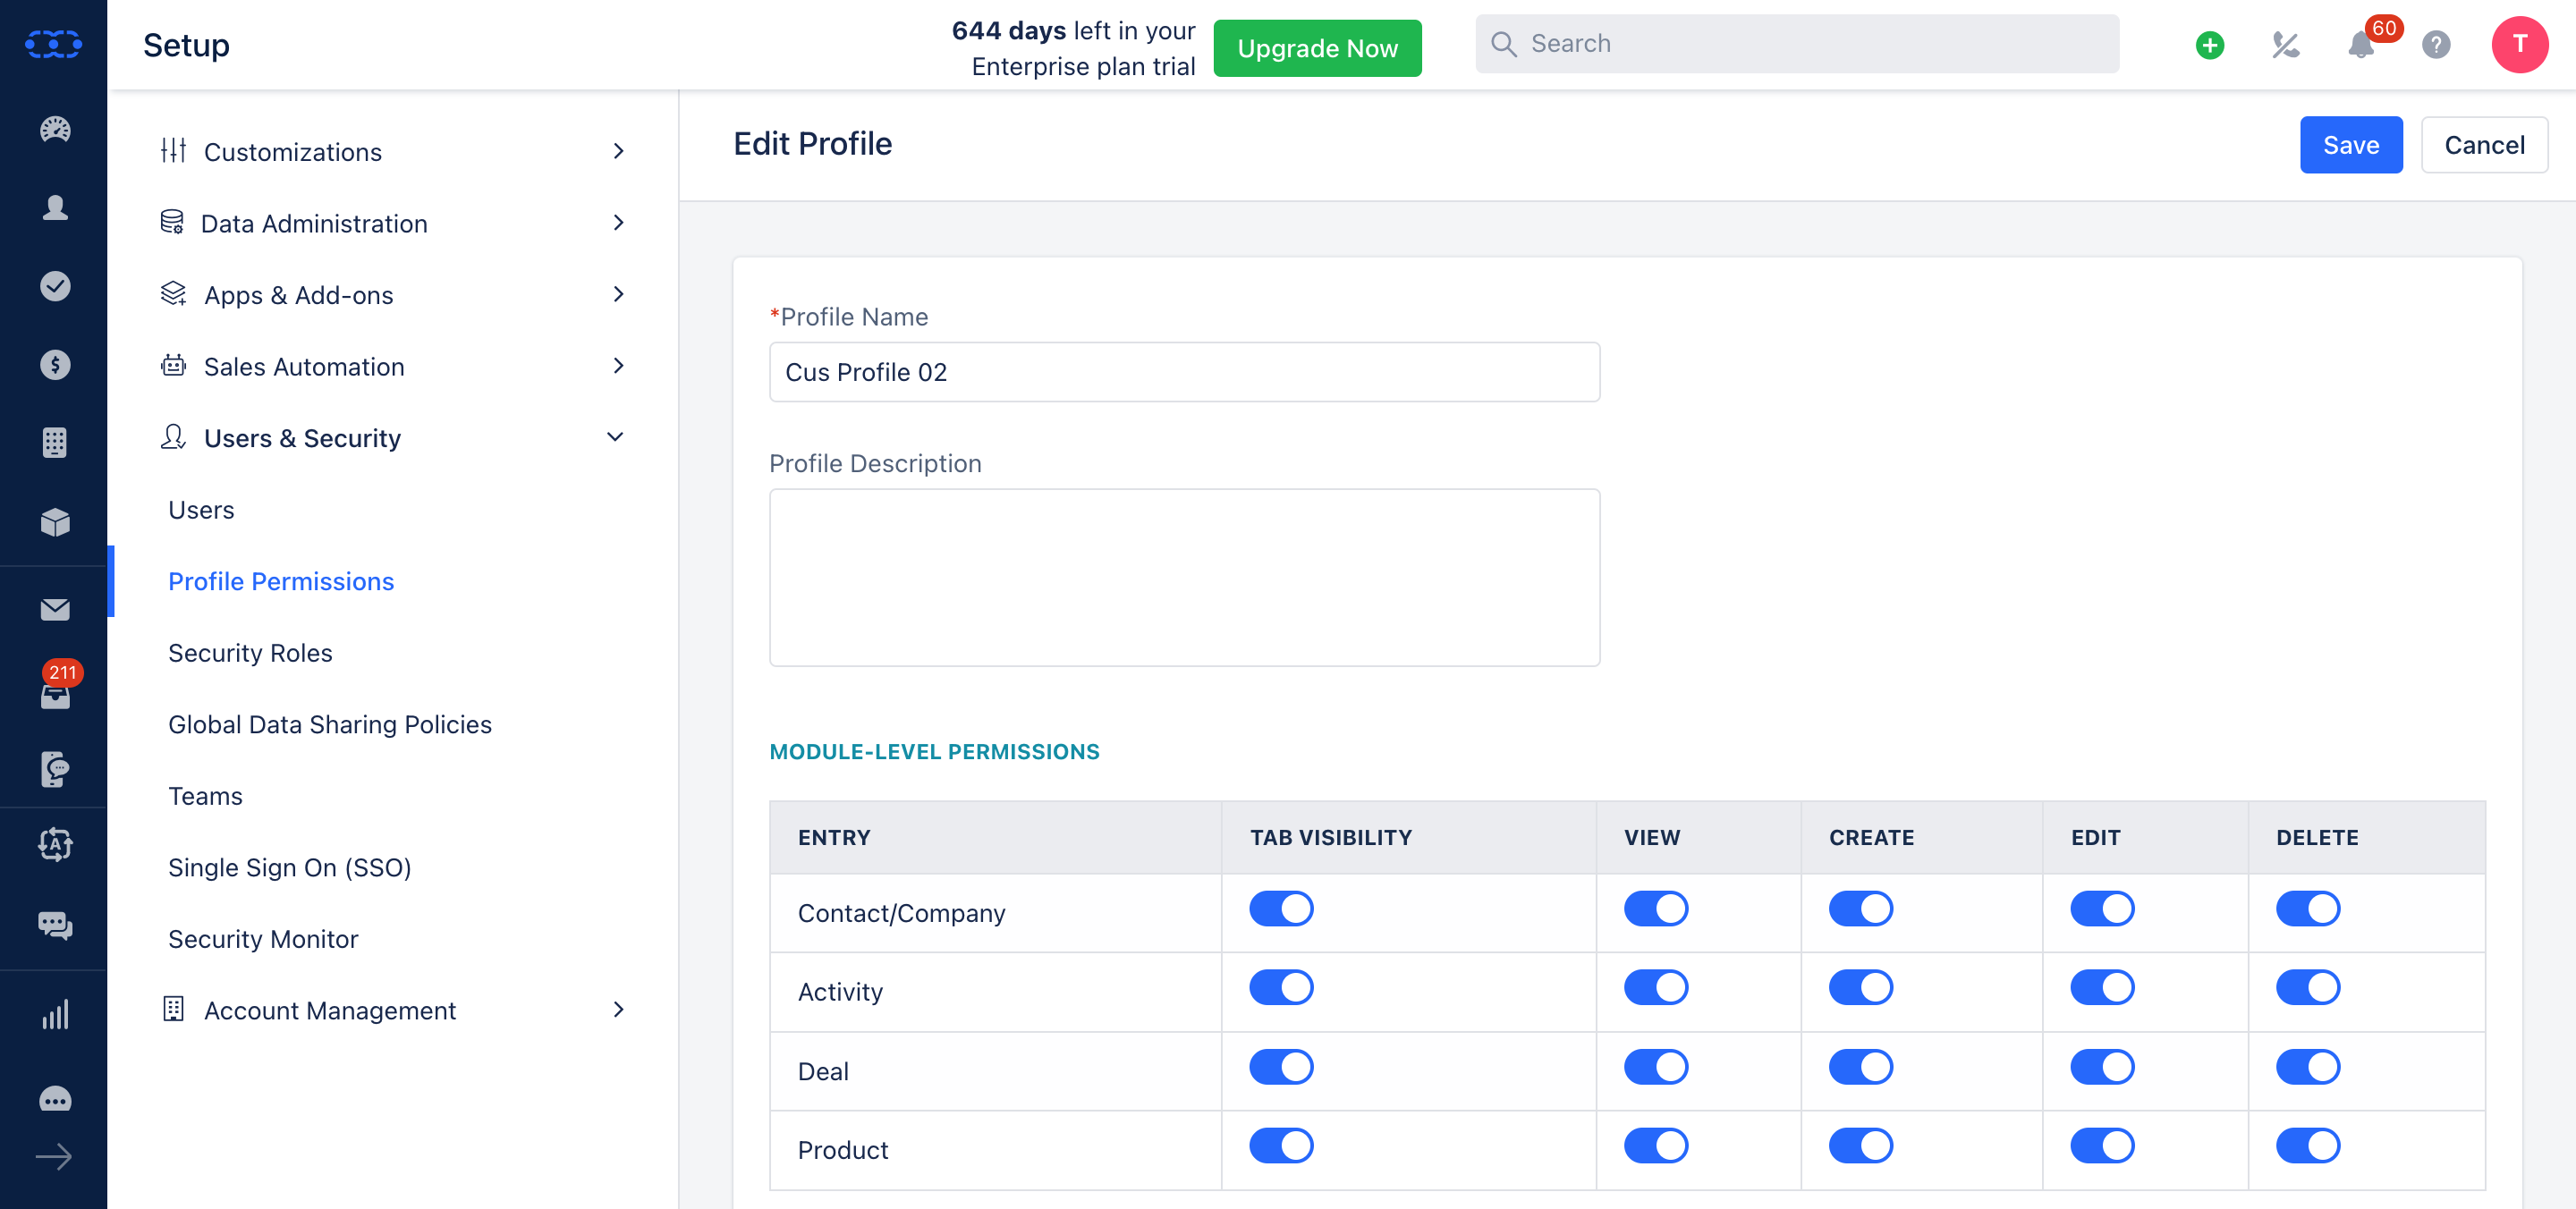 Setup
644 days left in your
Enterprise plan trial
Upgrade Now
Search
60
?
T
Customizations
Data Administration
Apps & Add-ons
Sales Automation
Users & Security
Users
Profile Permissions
Security Roles
Global Data Sharing Policies
Teams
Single Sign On (SSO)
Security Monitor
Account Management
211
A
$
Edit Profile
Save
Cancel
*Profile Name
Cus Profile 02
Profile Description
MODULE-LEVEL PERMISSIONS
ENTRY TAB VISIBILITY VIEW CREATE EDIT DELETE
Contact/Company
Activity
Deal
Product